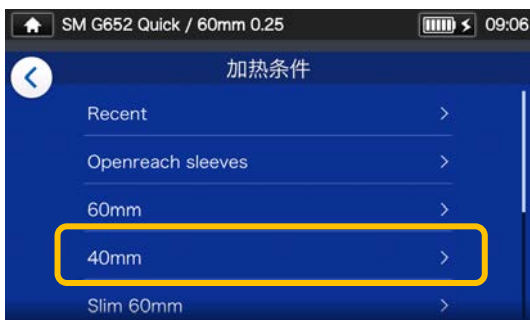 SM G652 Quick / 60mm 0.25 09:06
加热条件
Recent
Openreach sleeves
60mm
40mm
Slim 60mm